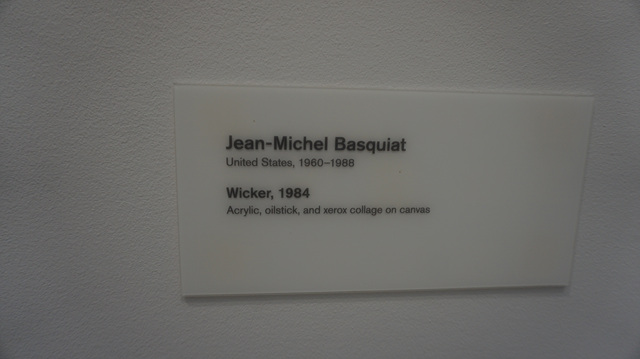 Jean-Michel Basquiat
United States, 1960–1988
Wicker, 1984
Acrylic, oilstick, and xerox collage on canvas